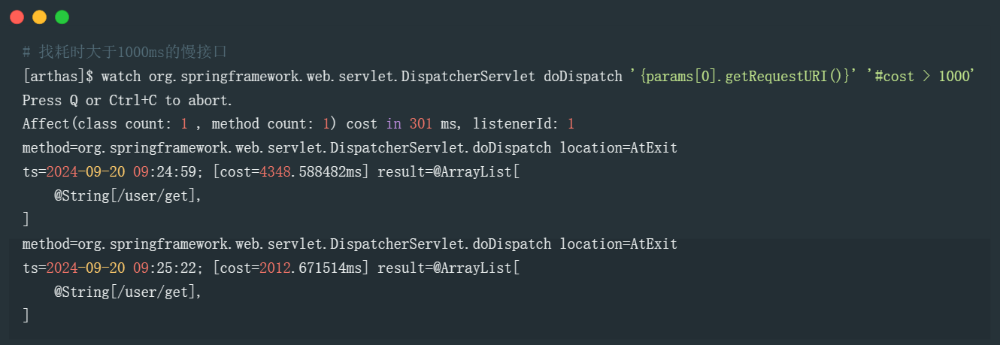 # 找耗时大于1000ms的慢接口
[arthas]$ watch org.springframework.web.servlet.DispatcherServlet doDispatch '{params[0].getRequestURI()}' '#cost > 1000'
Press Q or Ctrl+C to abort.
Affect(class count: 1 , method count: 1) cost in 301 ms, listenerId: 1
method=org.springframework.web.servlet.DispatcherServlet.doDispatch location=AtExit
ts=2024-09-20 09:24:59; [cost=4348.588482ms] result=@ArrayList[
    @String[/user/get],
]
method=org.springframework.web.servlet.DispatcherServlet.doDispatch location=AtExit
ts=2024-09-20 09:25:22; [cost=2012.671514ms] result=@ArrayList[
    @String[/user/get],
]